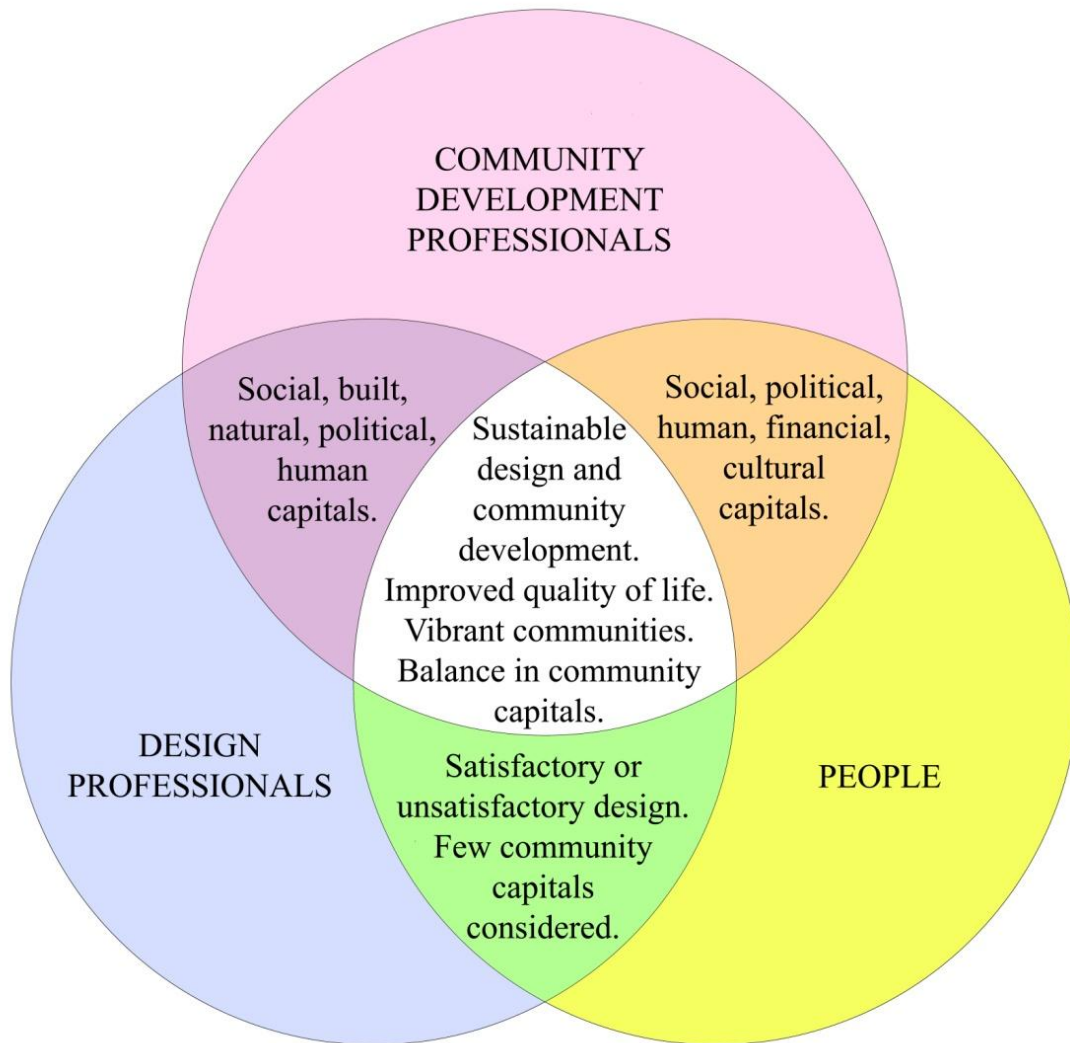 COMMUNITY
DEVELOPMENT
PROFESSIONALS
Social, built,
natural, political,
human
capitals.
Sustainable
design and
community
development.
Improved quality of life.
Vibrant communities.
Balance in community
capitals.
Social, political,
human, financial,
cultural
capitals.
DESIGN
PROFESSIONALS
Satisfactory or
unsatisfactory design.
Few community
capitals
considered.
PEOPLE